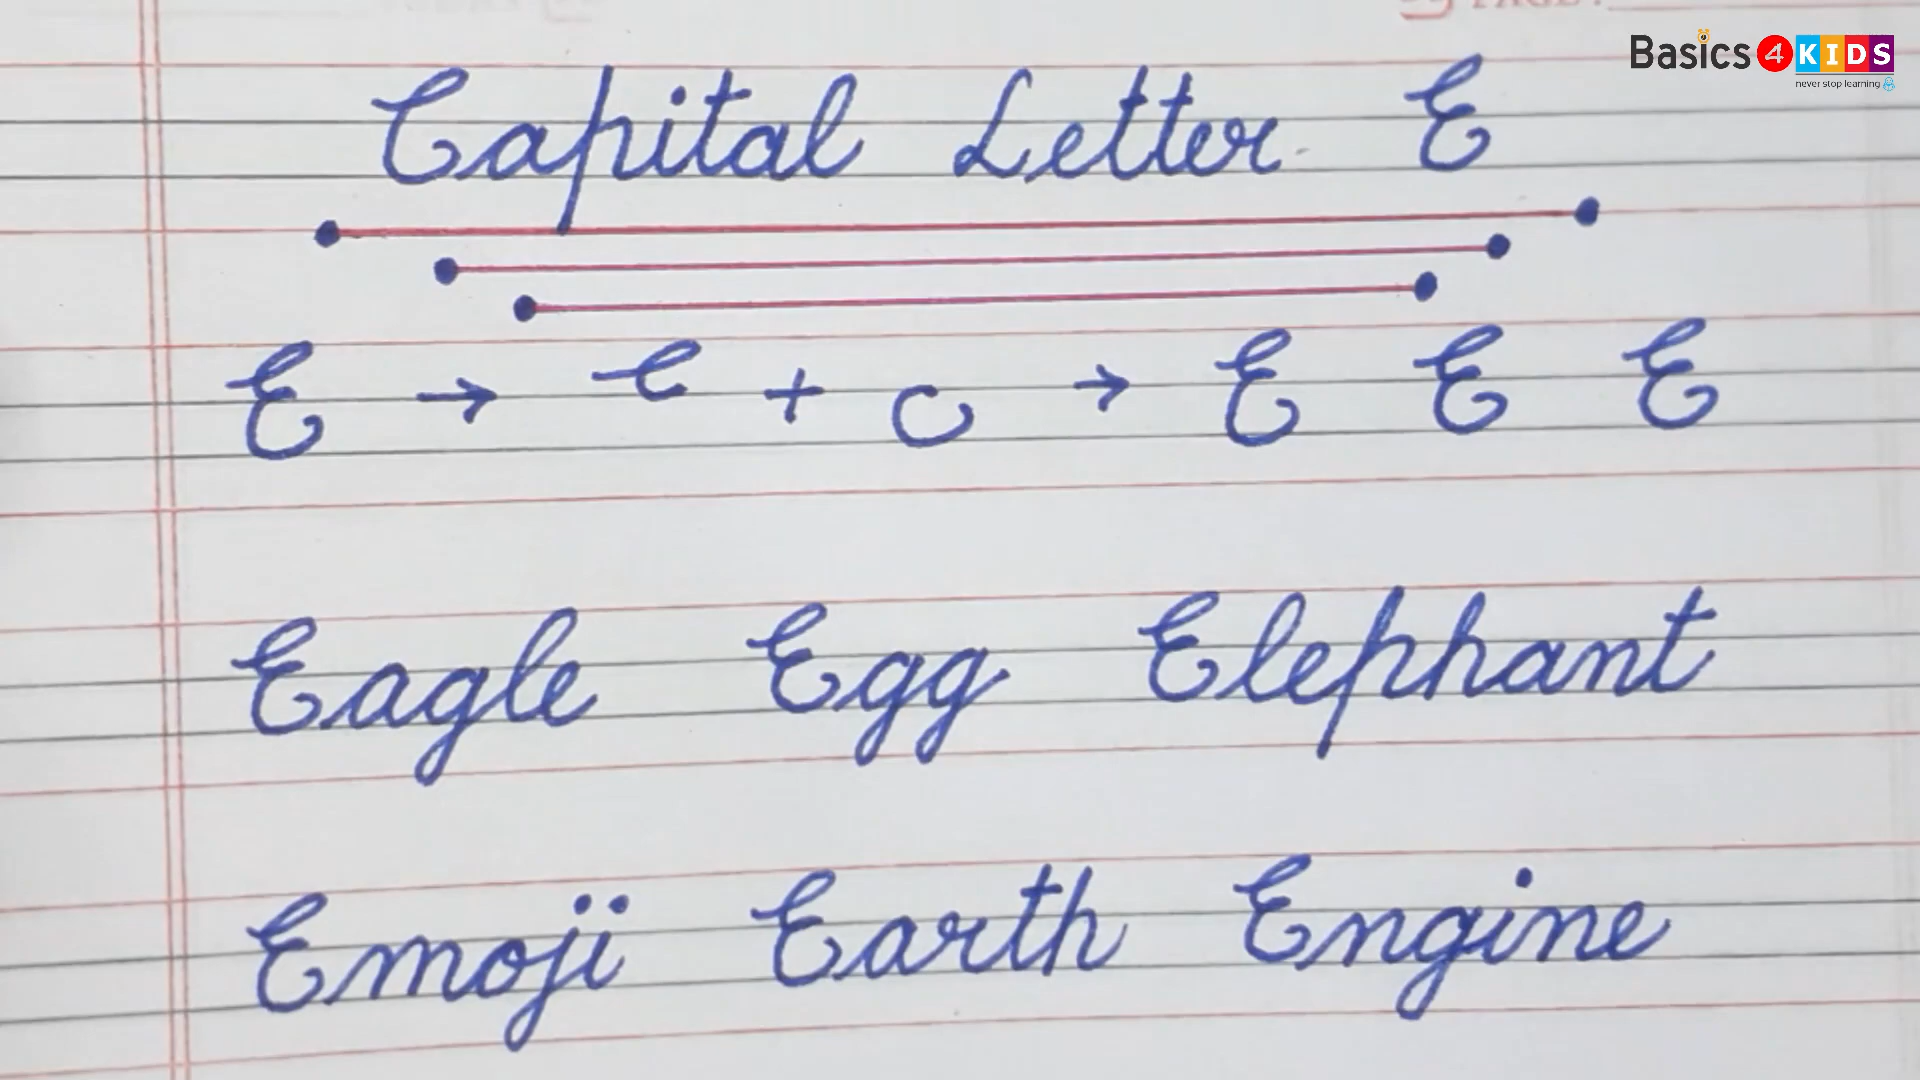 Basics 4 KIDS
never stop learning
Capital Letter E
E → e + c → E E E
Eagle Egg Elephant
Emoji Earth Engine